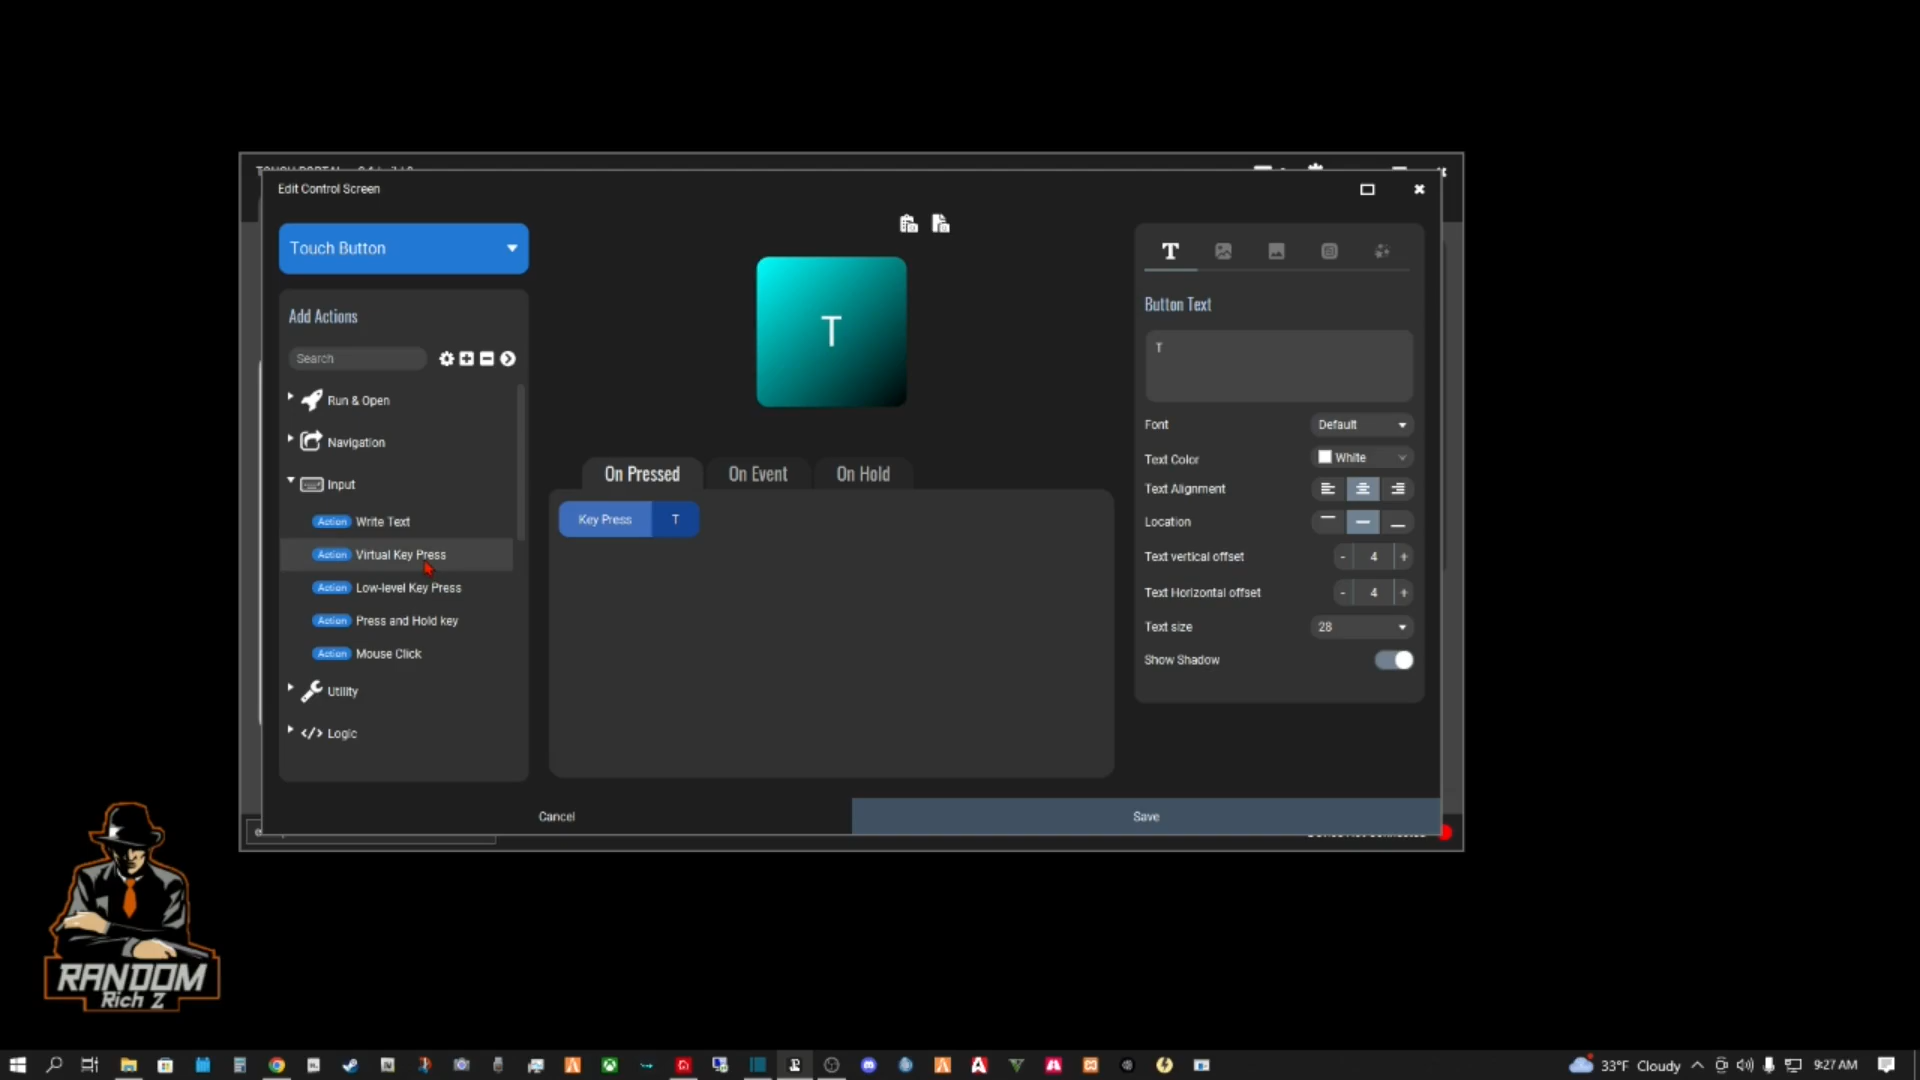 Edit Control Screen
Touch Button
Add Actions
Search
Run & Open
Navigation
Input
Action Write Text
Action Virtual Key Press
Action Low-level Key Press
Action Press and Hold key
Action Mouse Click
Utility
</> Logic
T
On Pressed
On Event
On Hold
Key Press T
T
Button Text
T
Font Default
Text Color White
Text Alignment
Location
Text vertical offset - 4 +
Text Horizontal offset - 4 +
Text size 28
Show Shadow
Cancel
Save
RANDOM
Rich Z
33°F Cloudy
9:27 AM